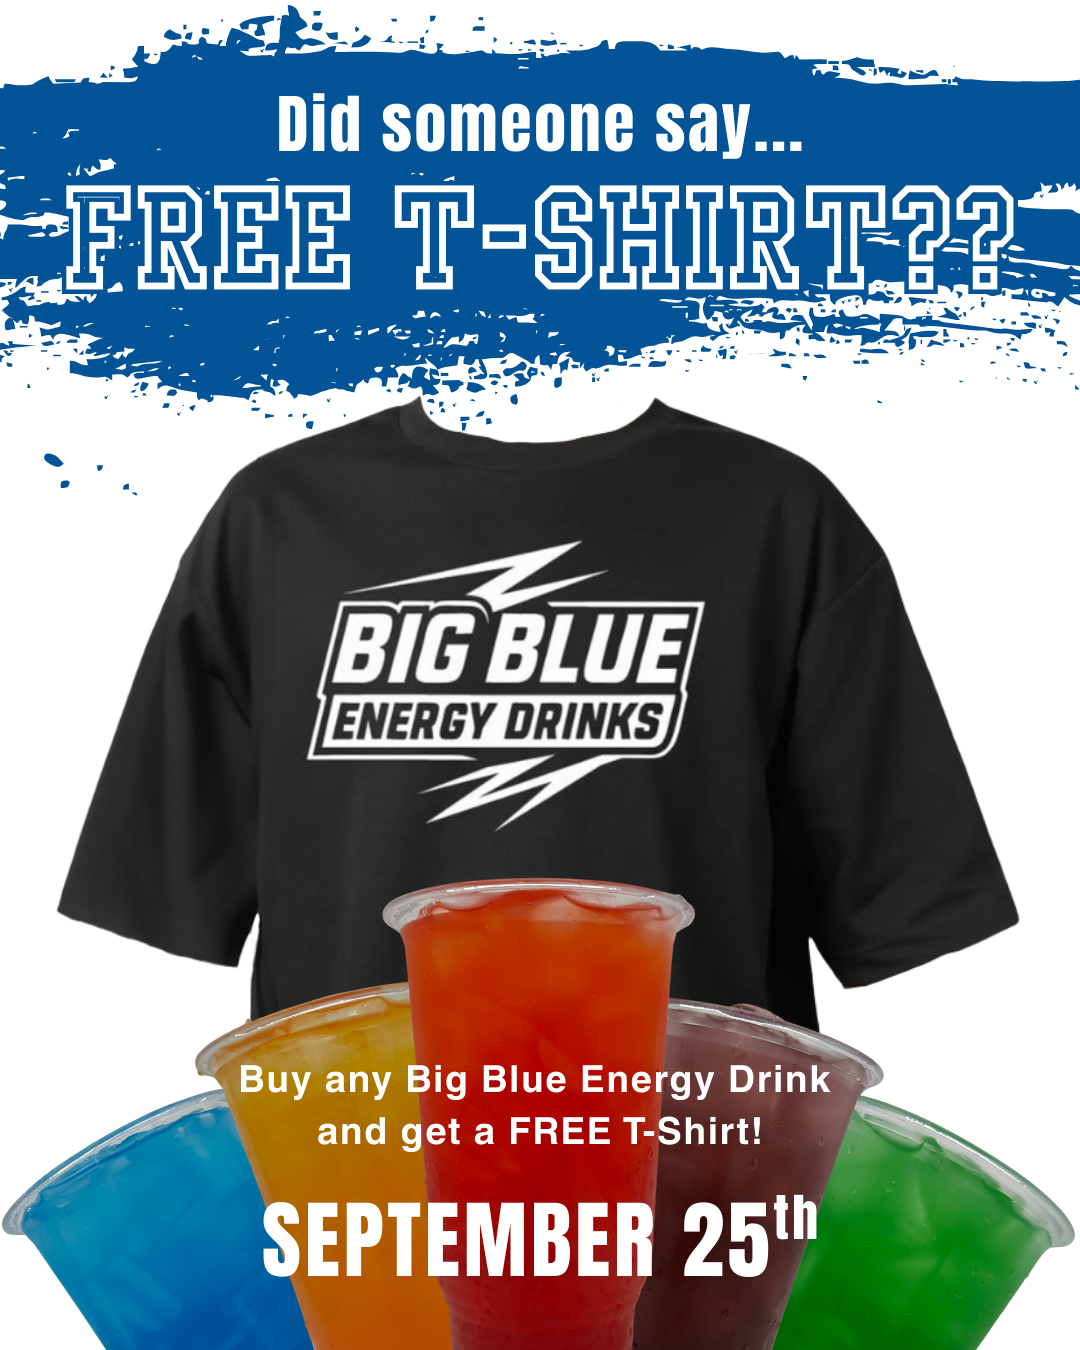 Did someone say...
FREE T-SHIRT??
BIG BLUE
ENERGY DRINKS
Buy any Big Blue Energy Drink
and get a FREE T-Shirt!
SEPTEMBER 25th